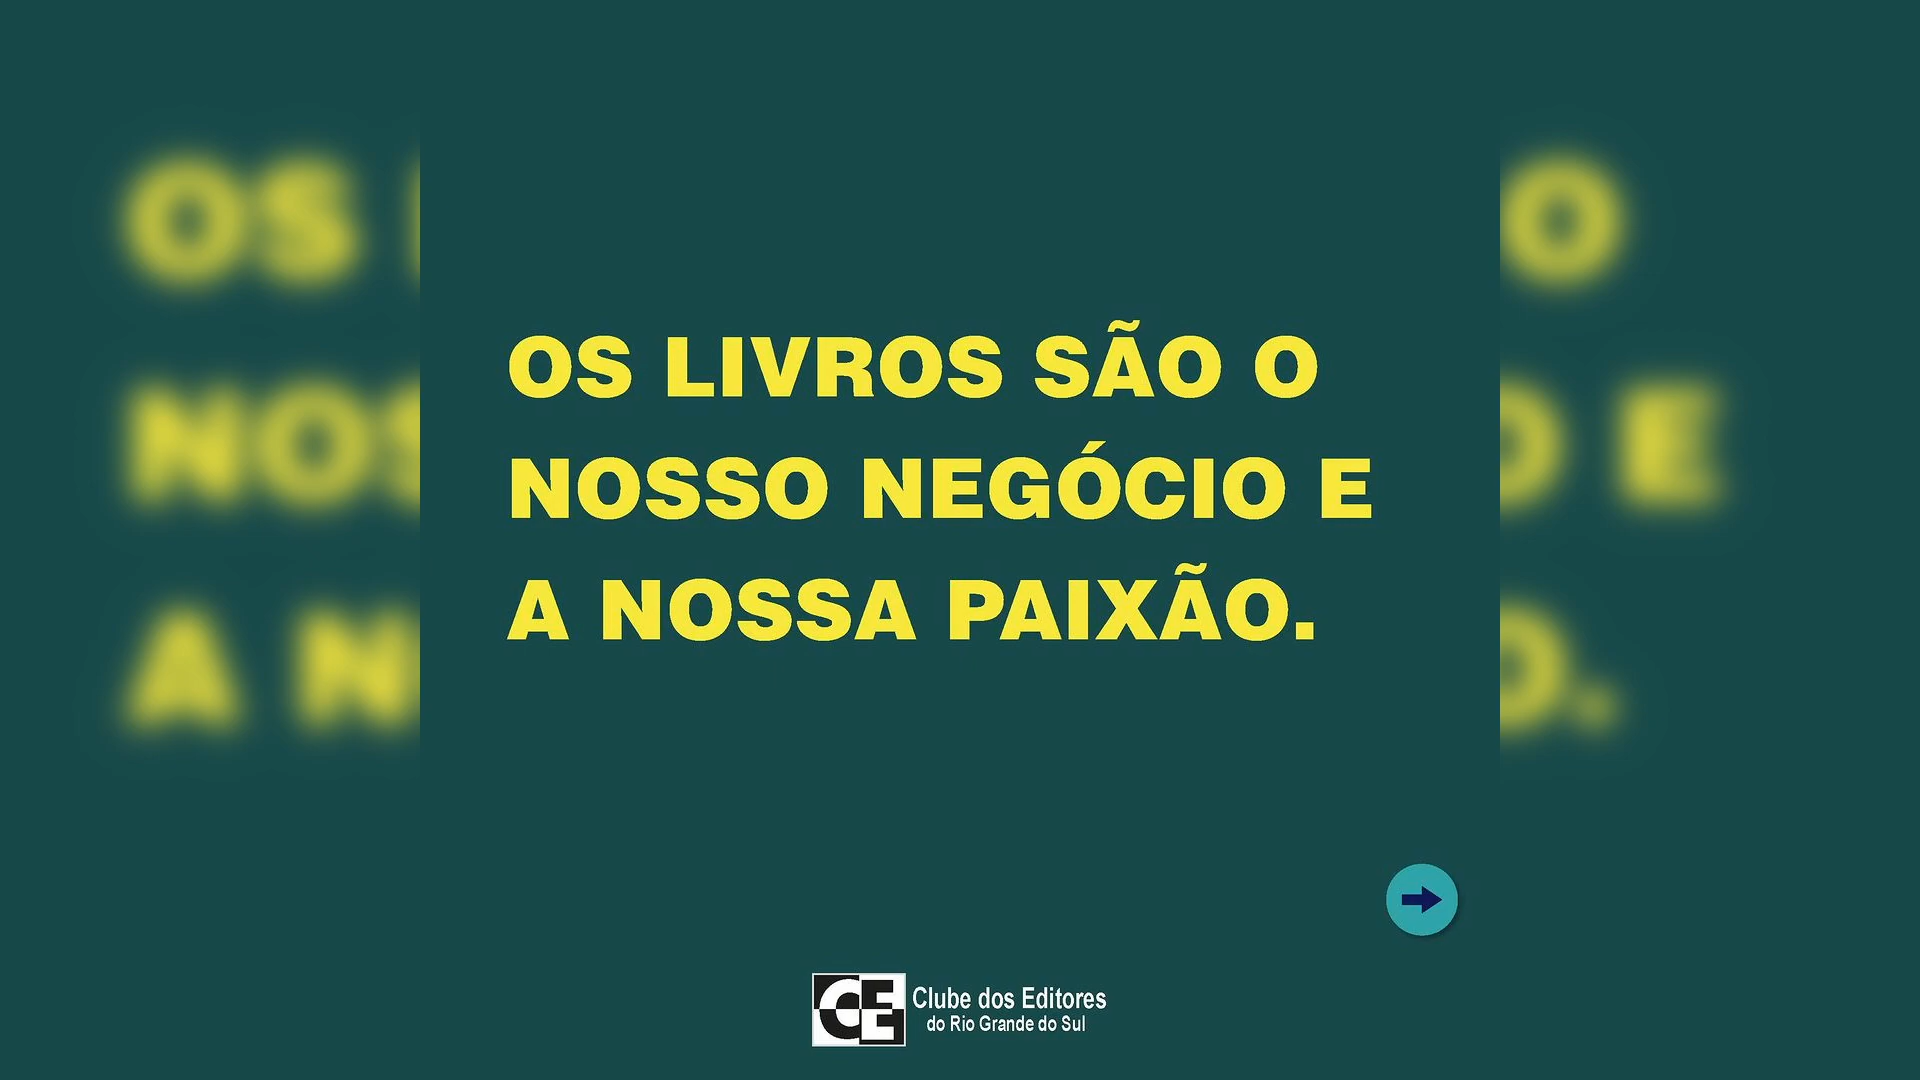 OS LIVROS SÃO O
NOSSO NEGÓCIO E
A NOSSA PAIXÃO.
CE
Clube dos Editores
do Rio Grande do Sul